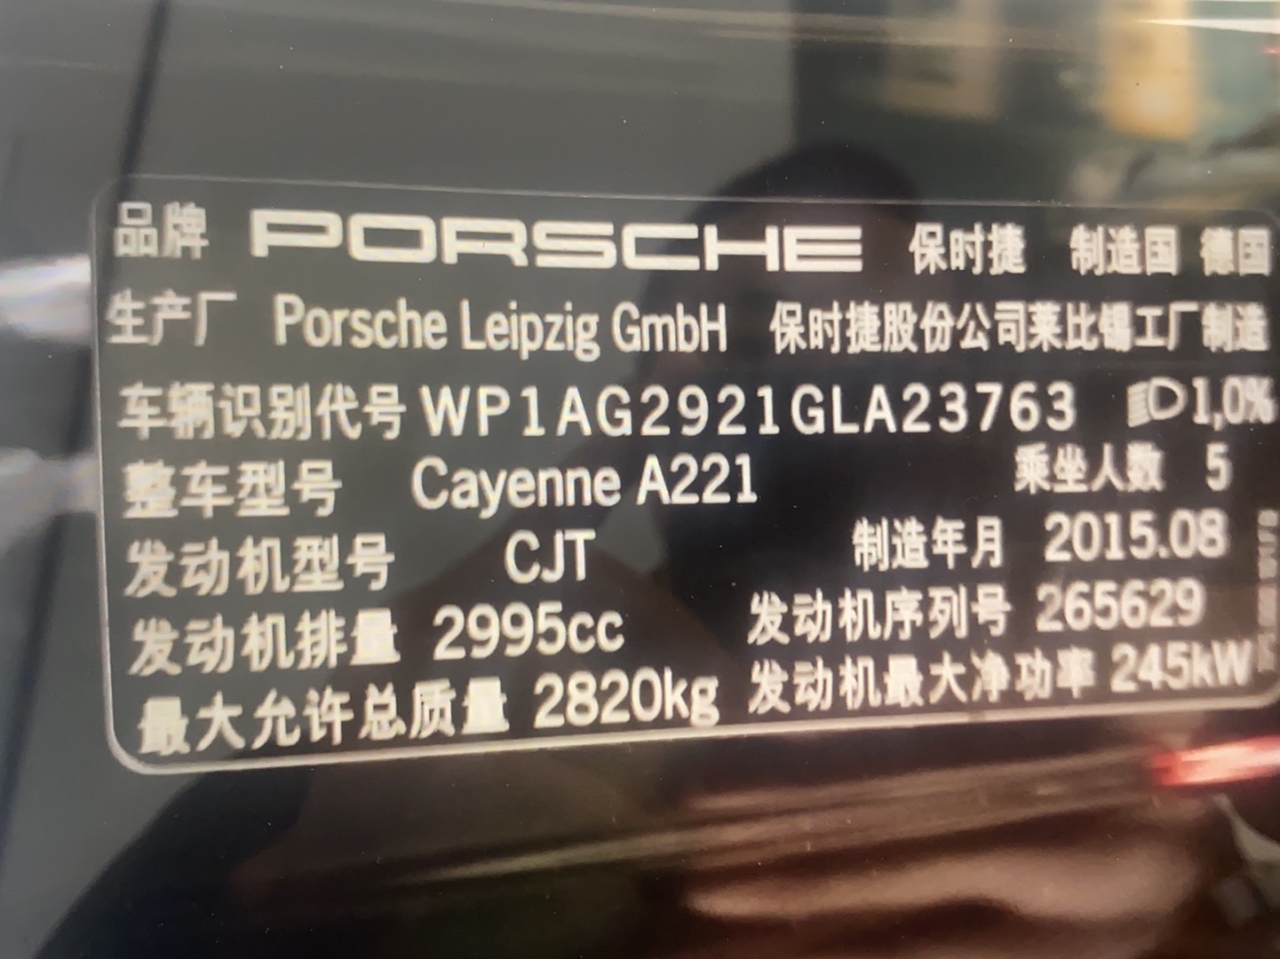 品牌 PORSCHE 保时捷 制造国 德国
生产厂 Porsche Leipzig GmbH 保时捷股份公司莱比锡工厂制造
车辆识别代号 WP1AG2921GLA23763 1,0%
整车型号 Cayenne A221 乘坐人数 5
发动机型号 CJT 制造年月 2015.08
发动机排量 2995cc 发动机序列号 265629
最大允许总质量 2820kg 发动机最大净功率 245kW